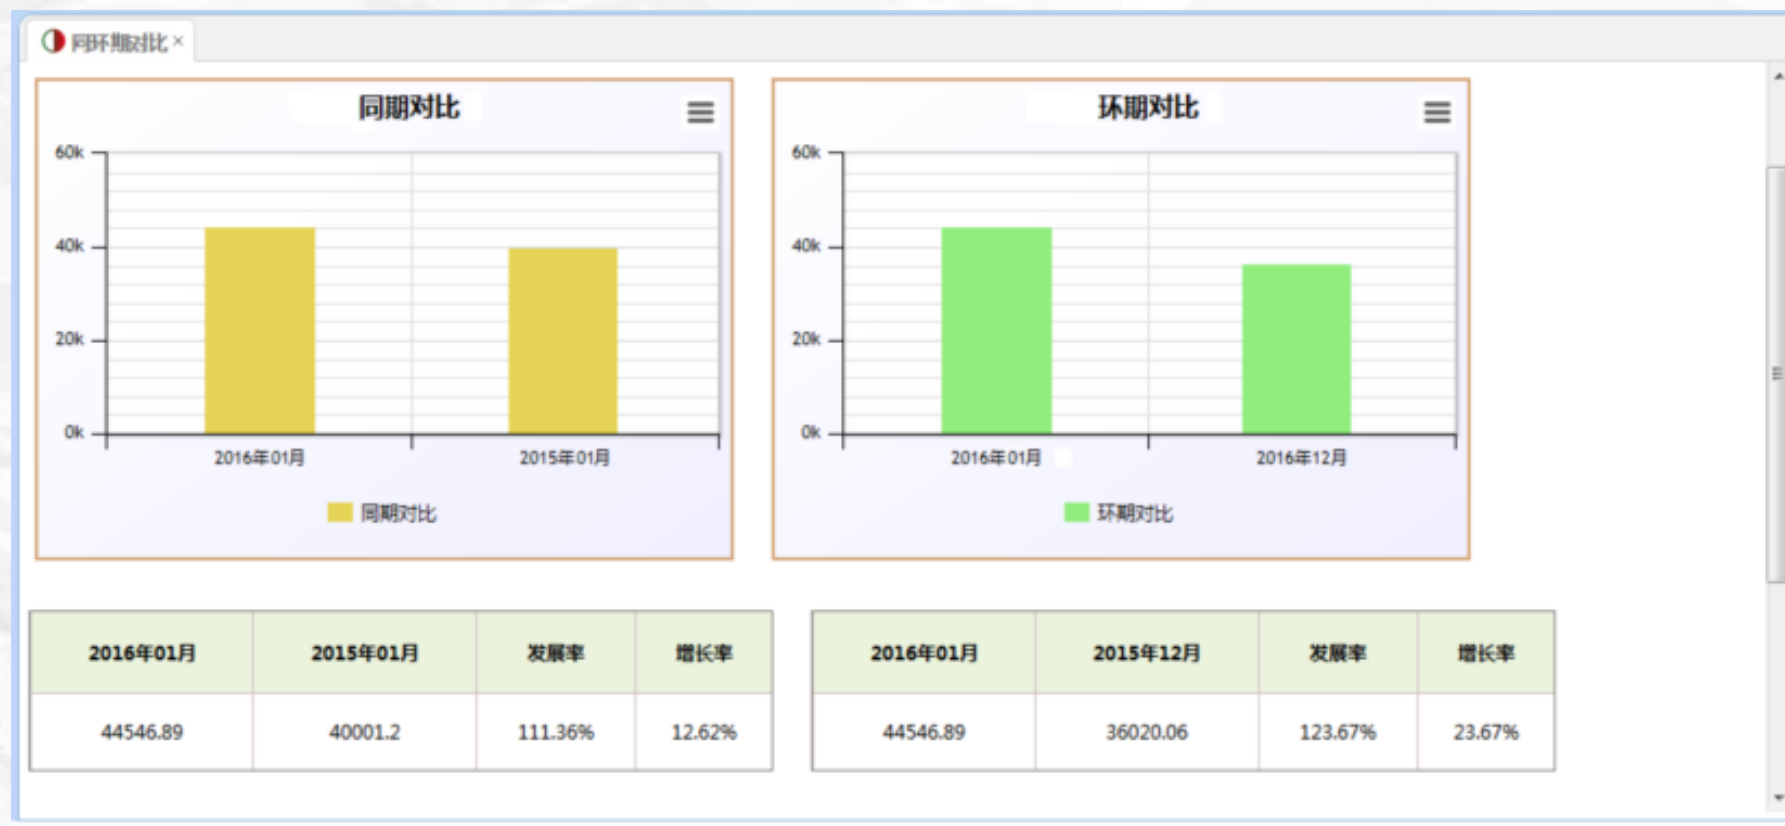 同环期对比 ×
同期对比
60k
40k
20k
0k
2016年01月 2015年01月
同期对比
环期对比
60k
40k
20k
0k
2016年01月 2016年12月
环期对比
2016年01月 2015年01月 发展率 增长率
44546.89 40001.2 111.36% 12.62%
2016年01月 2015年12月 发展率 增长率
44546.89 36020.06 123.67% 23.67%